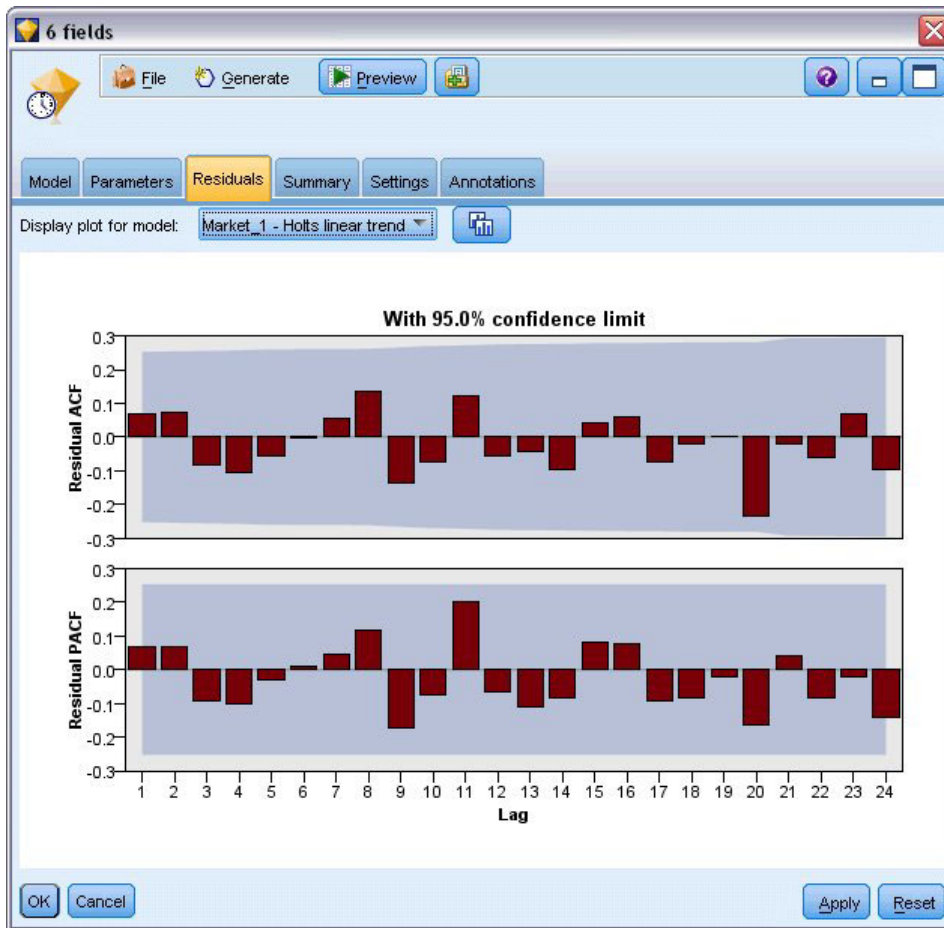 6 fields
File Generate Preview
Model Parameters Residuals Summary Settings Annotations
Display plot for model: Market_1 - Holts linear trend
With 95.0% confidence limit
Residual ACF
0.3
0.2
0.1
0.0
-0.1
-0.2
-0.3
Residual PACF
0.3
0.2
0.1
0.0
-0.1
-0.2
-0.3
1 2 3 4 5 6 7 8 9 10 11 12 13 14 15 16 17 18 19 20 21 22 23 24
Lag
OK Cancel Apply Reset